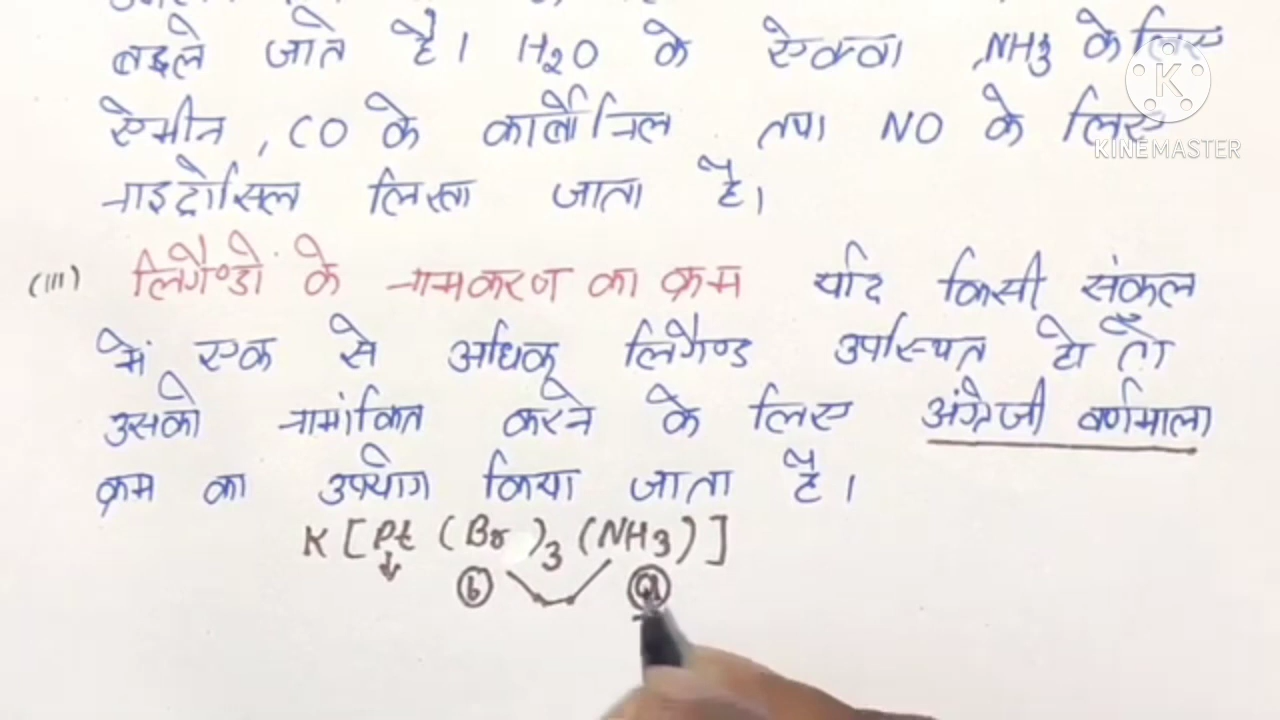 बदले जाते है। H2O के ऐक्वा ,NH3 के लिए
ऐमीन , CO के कार्बोनिल तथा NO के लिए
नाइट्रोसिल लिखा जाता है।
(III) लिगैण्डो के नामकरण का क्रम यदि किसी संकुल
में एक से अधिक लिगैण्ड उपस्थित हो तो
उसको नामांकित करने के लिए अंग्रेजी वर्णमाला
क्रम का उपयोग किया जाता है।
K [Pt (Br)3 (NH3)]
b a
K
KINEMASTER